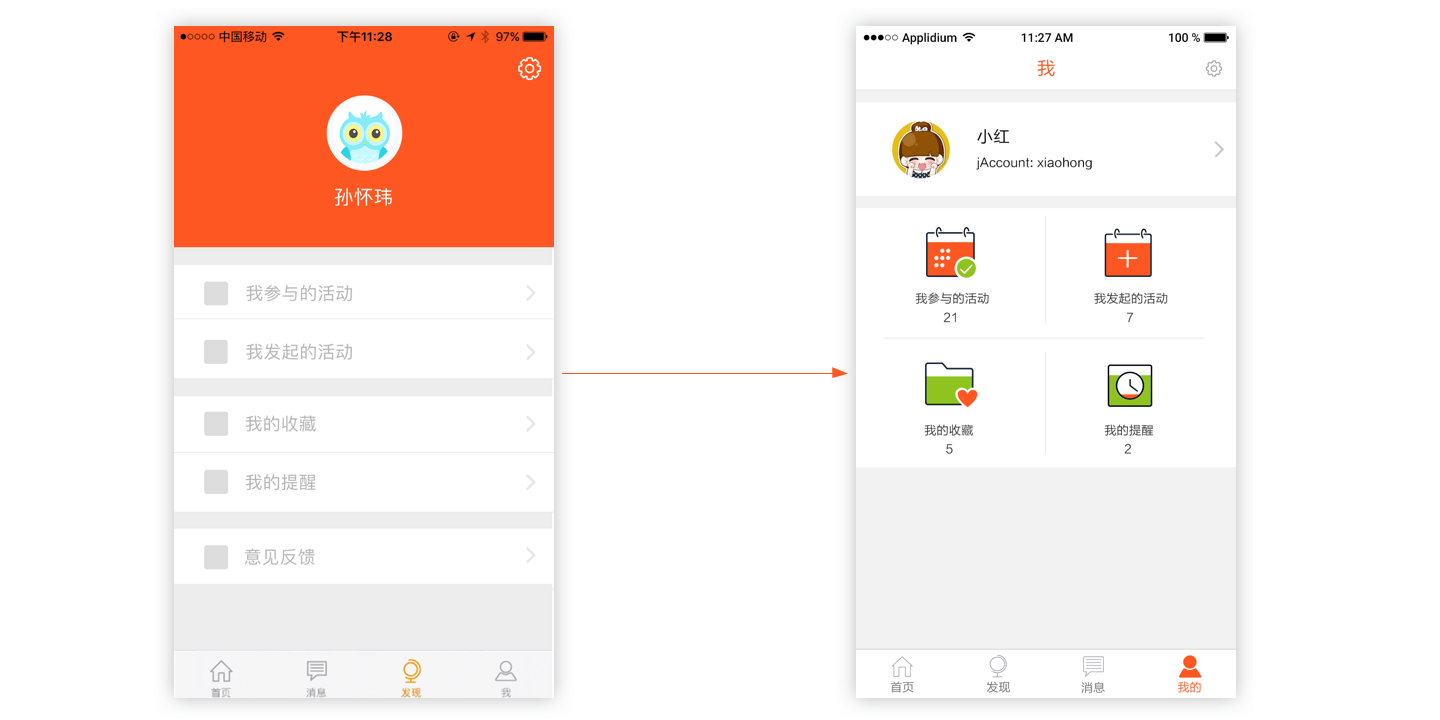 中国移动 下午11:28 97%
孙怀玮
我参与的活动
我发起的活动
我的收藏
我的提醒
意见反馈
首页 消息 发现 我
Applidium 11:27 AM 100 %
我
小红
jAccount: xiaohong
我参与的活动 我发起的活动
21 7
我的收藏 我的提醒
5 2
首页 发现 消息 我的